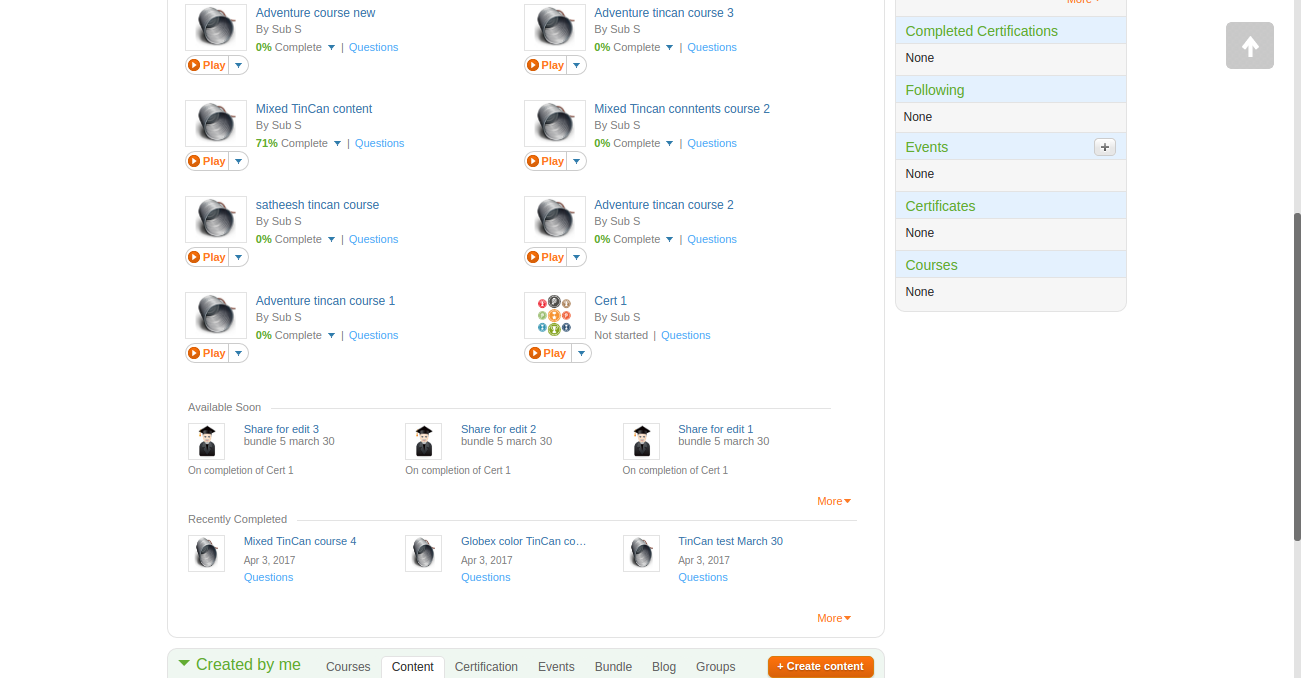 Adventure course new
By Sub S
0% Complete | Questions
Play
Adventure tincan course 3
By Sub S
0% Complete | Questions
Play
Mixed TinCan content
By Sub S
71% Complete | Questions
Play
Mixed Tincan conntents course 2
By Sub S
0% Complete | Questions
Play
satheesh tincan course
By Sub S
0% Complete | Questions
Play
Adventure tincan course 2
By Sub S
0% Complete | Questions
Play
Adventure tincan course 1
By Sub S
0% Complete | Questions
Play
Cert 1
By Sub S
Not started | Questions
Play
Available Soon
Share for edit 3
bundle 5 march 30
On completion of Cert 1
Share for edit 2
bundle 5 march 30
On completion of Cert 1
Share for edit 1
bundle 5 march 30
On completion of Cert 1
More
Recently Completed
Mixed TinCan course 4
Apr 3, 2017
Questions
Globex color TinCan co…
Apr 3, 2017
Questions
TinCan test March 30
Apr 3, 2017
Questions
More
Created by me
Courses
Content
Certification
Events
Bundle
Blog
Groups
+ Create content
More
Completed Certifications
None
Following
None
Events
+
None
Certificates
None
Courses
None